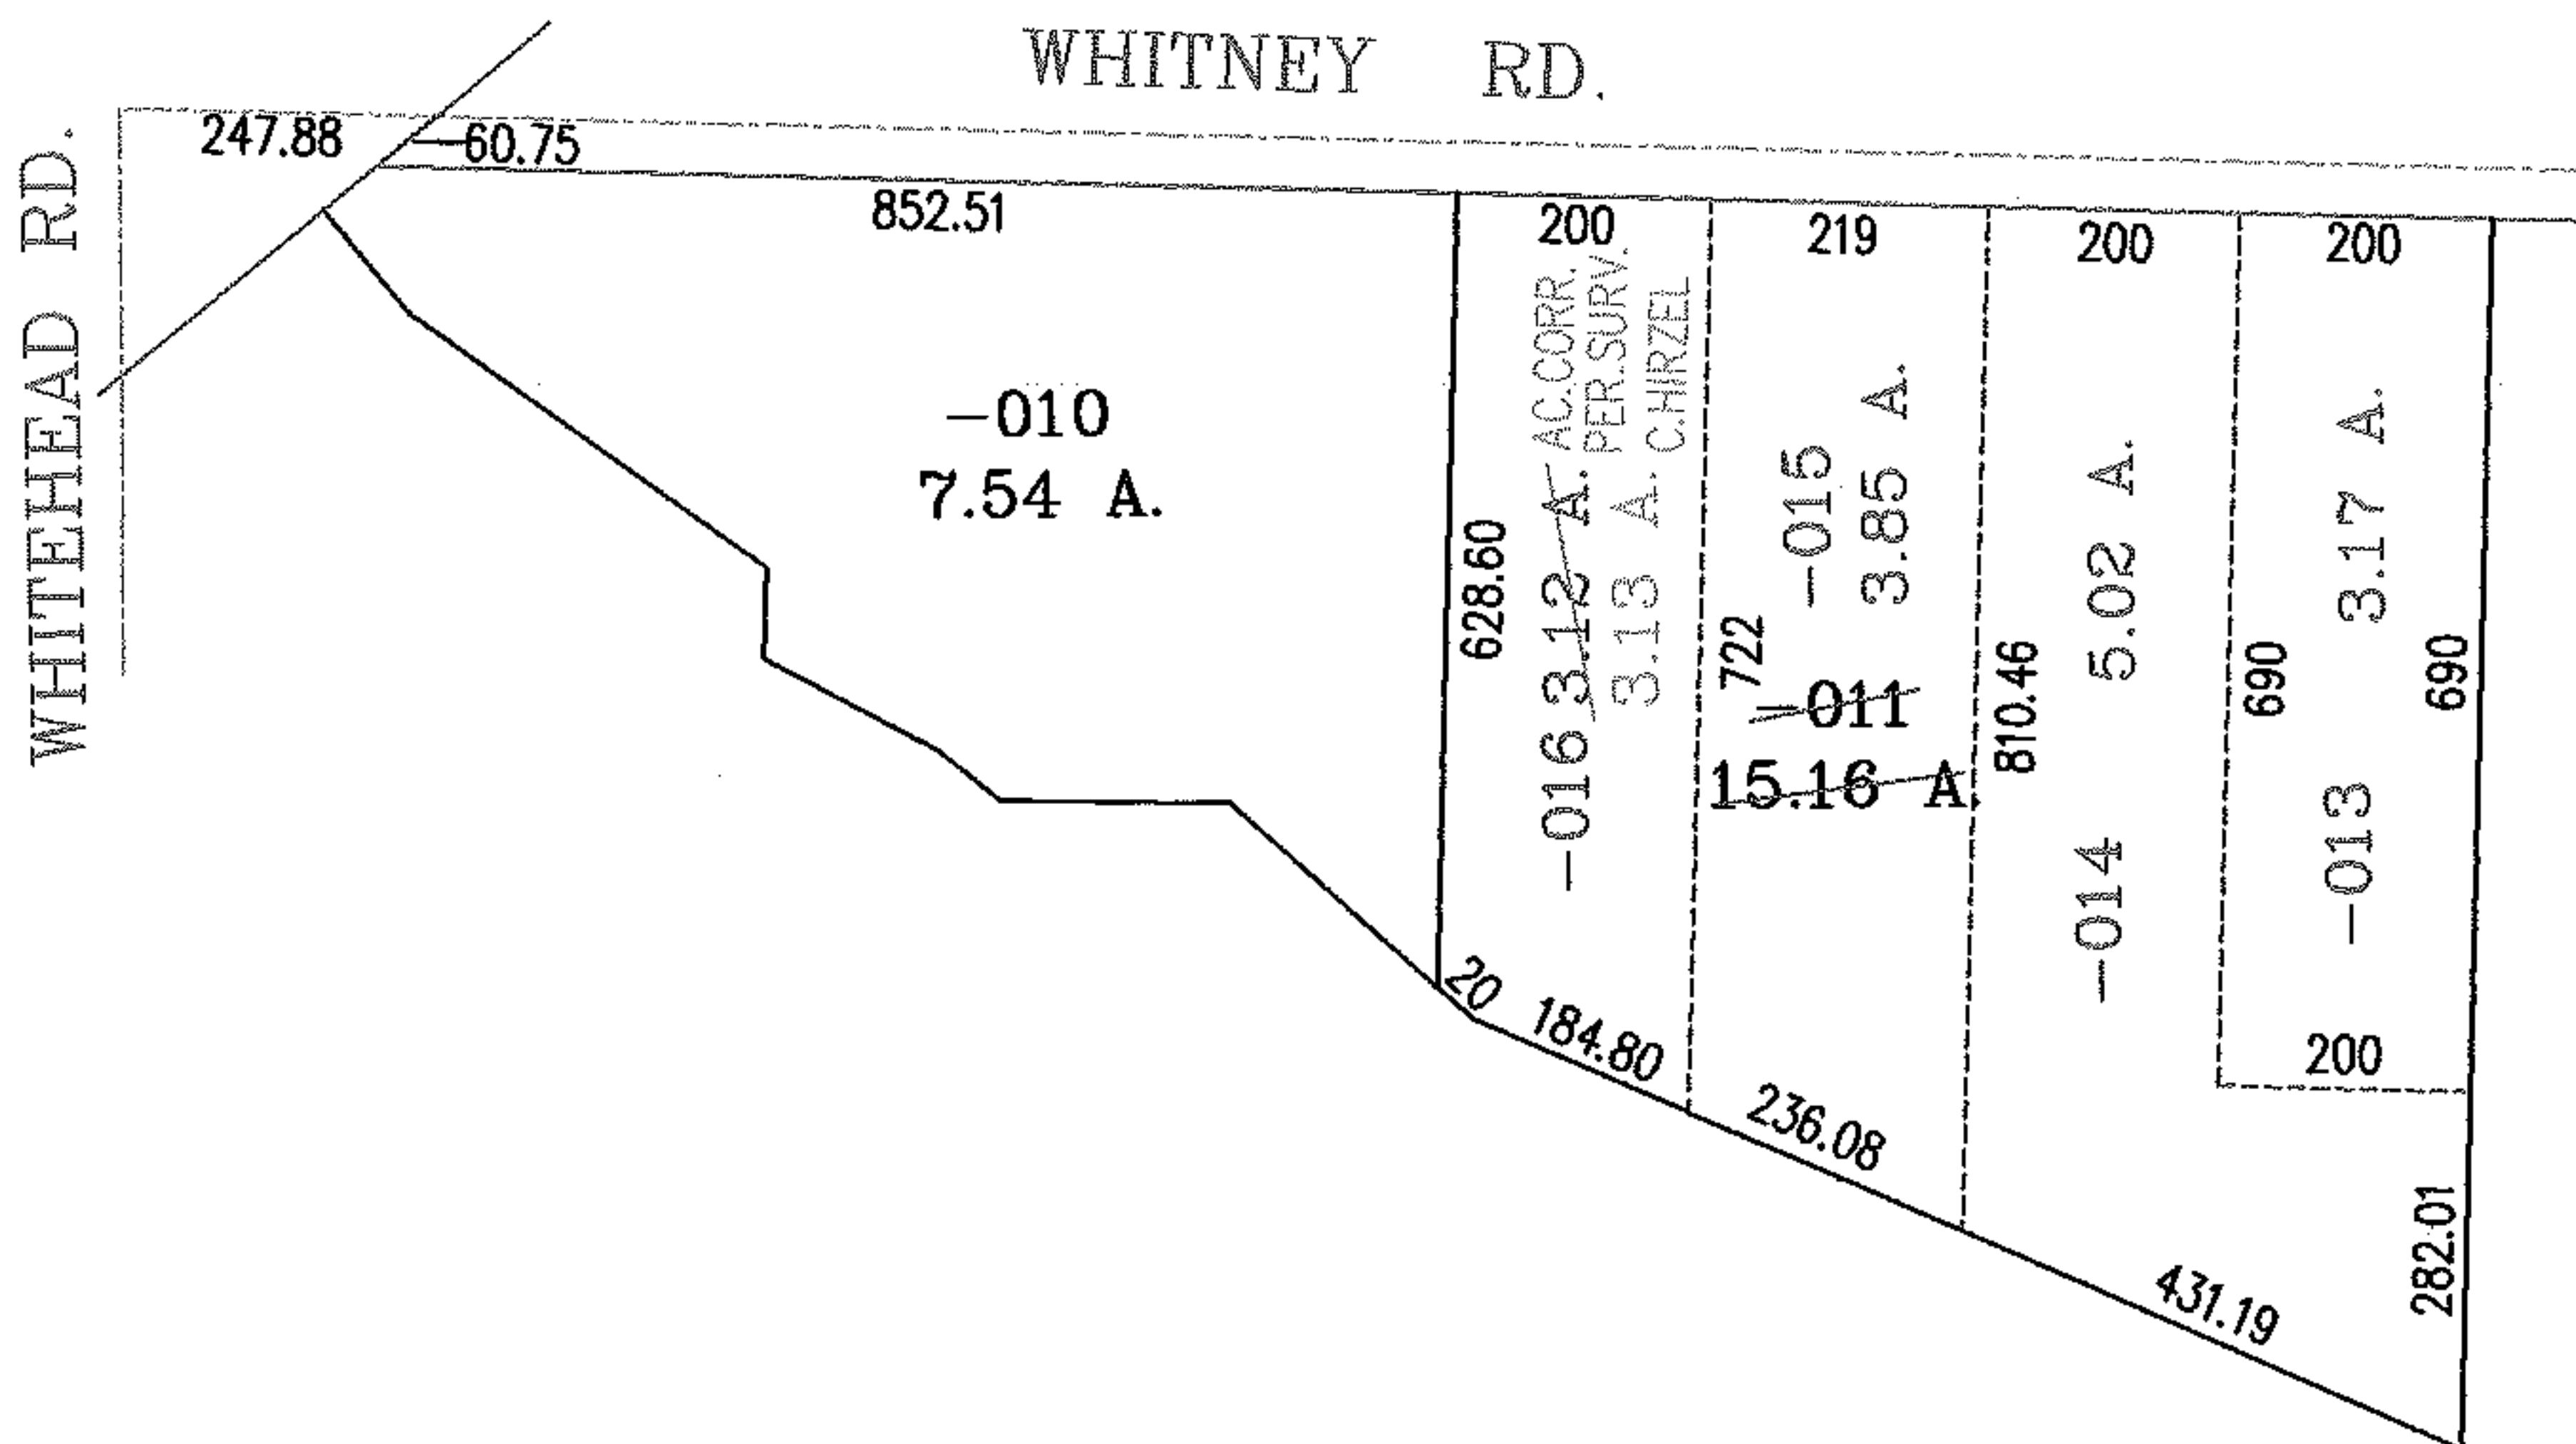 WHITNEY RD.
WHITEHEAD RD.
247.88
60.75
852.51
200
219
200
200
-010
7.54 A.
628.60
-016 3.12 A.
AC.CORR.
PER.SURV.
3.13 A.
C.HIRZEL
722
-015
3.85 A.
-011
15.16 A.
810.46
-014
5.02 A.
690
-013
3.17 A.
690
200
20
184.80
236.08
431.19
282.01